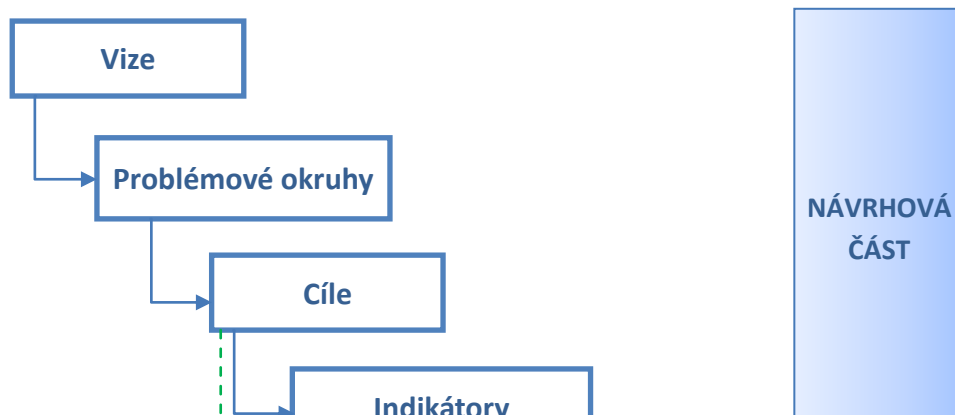 Vize
Problémové okruhy
NÁVRHOVÁ
ČÁST
Cíle
Indikátory